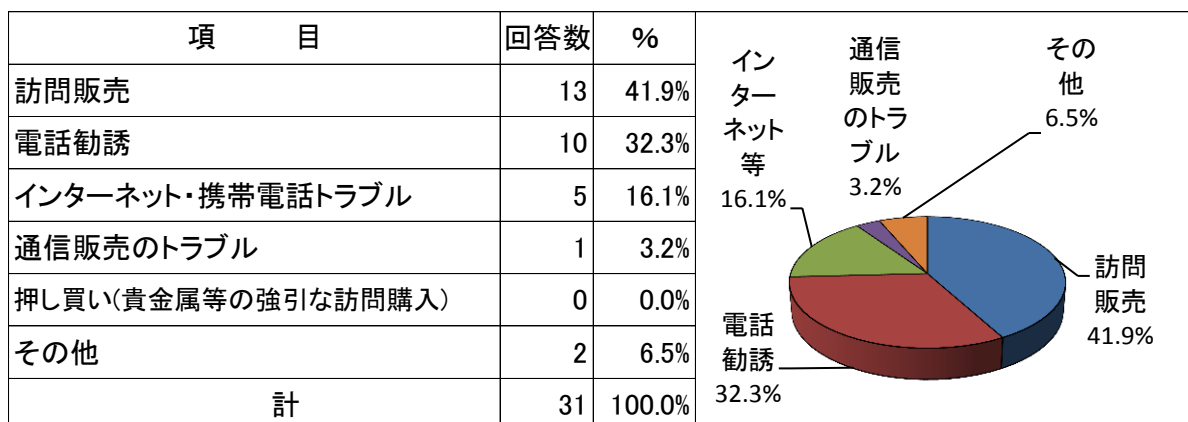 項　　目 回答数 %
訪問販売 13 41.9%
電話勧誘 10 32.3%
インターネット・携帯電話トラブル 5 16.1%
通信販売のトラブル 1 3.2%
押し買い(貴金属等の強引な訪問購入) 0 0.0%
その他 2 6.5%
計 31 100.0%
イン
ター
ネット
等
16.1%
通信
販売
のトラ
ブル
3.2%
その
他
6.5%
訪問
販売
41.9%
電話
勧誘
32.3%